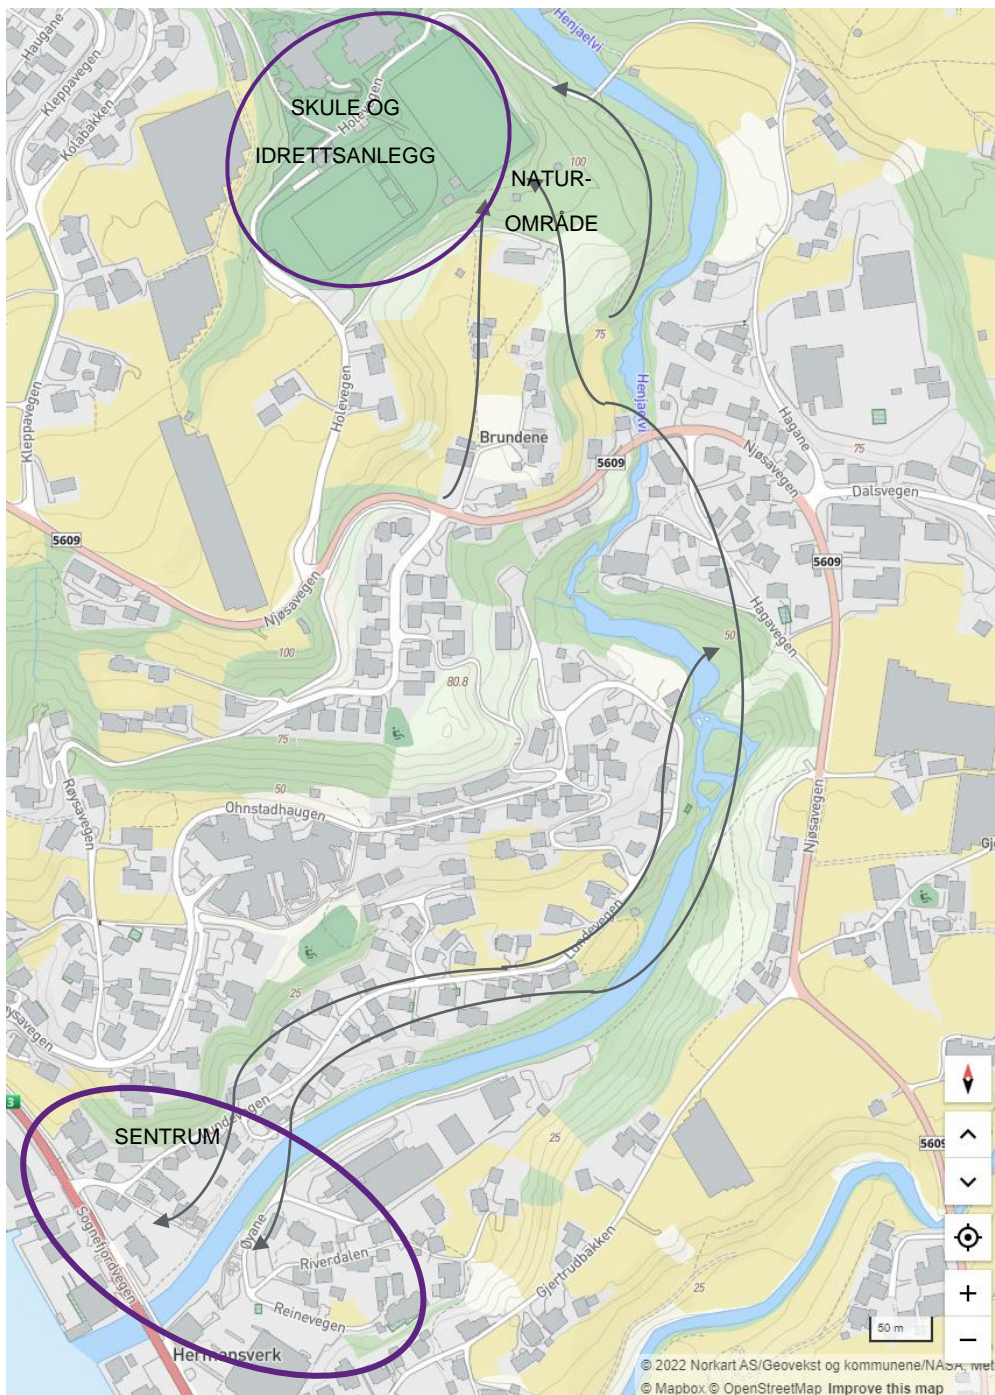 Haugane
Kleppavegen
Kolabakken
Henjaelvi
SKULE OG
IDRETTSANLEGG
Holevegen
100
NATUR-
OMRÅDE
75
Henjaelvi
Kleppavegen
Holevegen
Hagane
Brundene
5609
Njøsavegen
75
Dalsvegen
5609
5609
Njøsavegen
Hagavegen
50
100
80.8
75
Røysavegen
50
Ohnstadhaugen
Njøsavegen
Lundevegen
25
3
SENTRUM
25
5609
Sognefjordvegen
Øyane
Riverdalen
Reinevegen
Gjertrudbakken
25
50 m
Hermansverk
© 2022 Norkart AS/Geovekst og kommunene/NASA, Met
© Mapbox © OpenStreetMap Improve this map